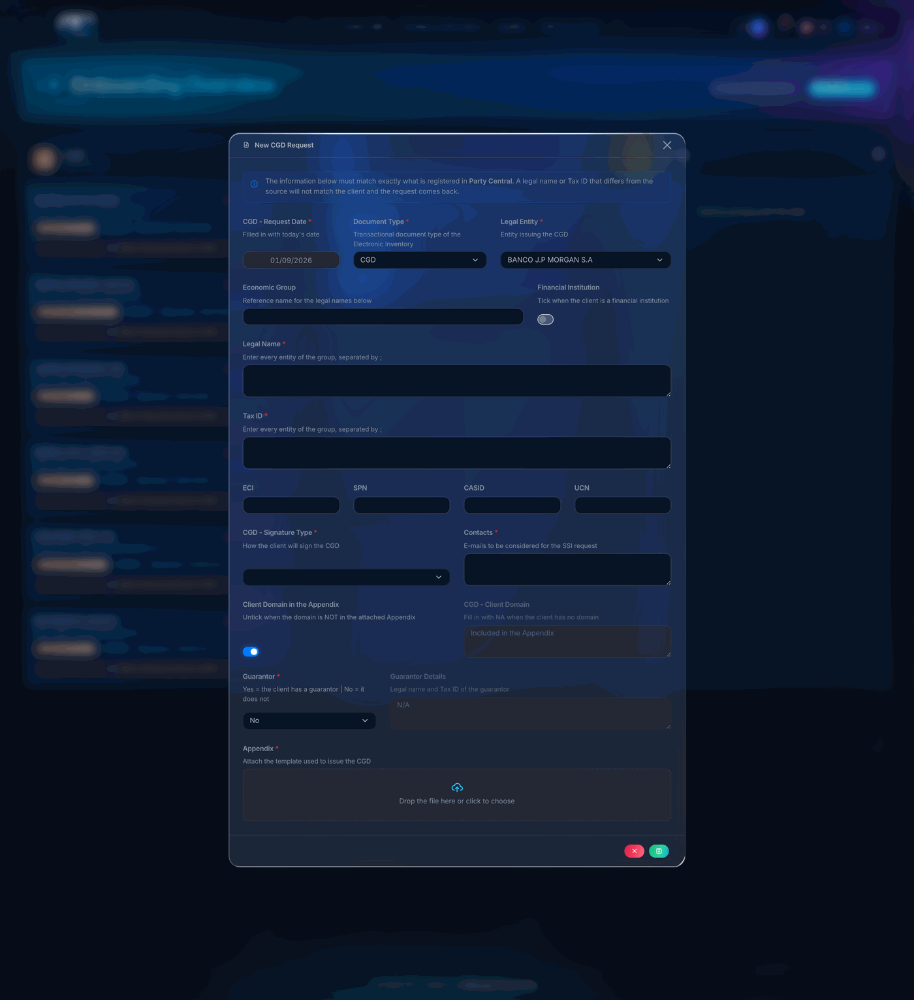 New CGD Request
The information below must match exactly what is registered in Party Central. A legal name or Tax ID that differs from the
source will not match the client and the request comes back.
CGD - Request Date *
Filled in with today's date
01/09/2026
Document Type *
Transactional document type of the
Electronic Inventory
CGD
Legal Entity *
Entity issuing the CGD
BANCO J.P MORGAN S.A
Economic Group
Reference name for the legal names below
Financial Institution
Tick when the client is a financial institution
Legal Name *
Enter every entity of the group, separated by ;
Tax ID *
Enter every entity of the group, separated by ;
ECI
SPN
CASID
UCN
CGD - Signature Type *
How the client will sign the CGD
Contacts *
E-mails to be considered for the SSI request
Client Domain in the Appendix
Untick when the domain is NOT in the attached Appendix
CGD - Client Domain
Fill in with NA when the client has no domain
Included in the Appendix
Guarantor *
Yes = the client has a guarantor | No = it
does not
No
Guarantor Details
Legal name and Tax ID of the guarantor
N/A
Appendix *
Attach the template used to issue the CGD
Drop the file here or click to choose